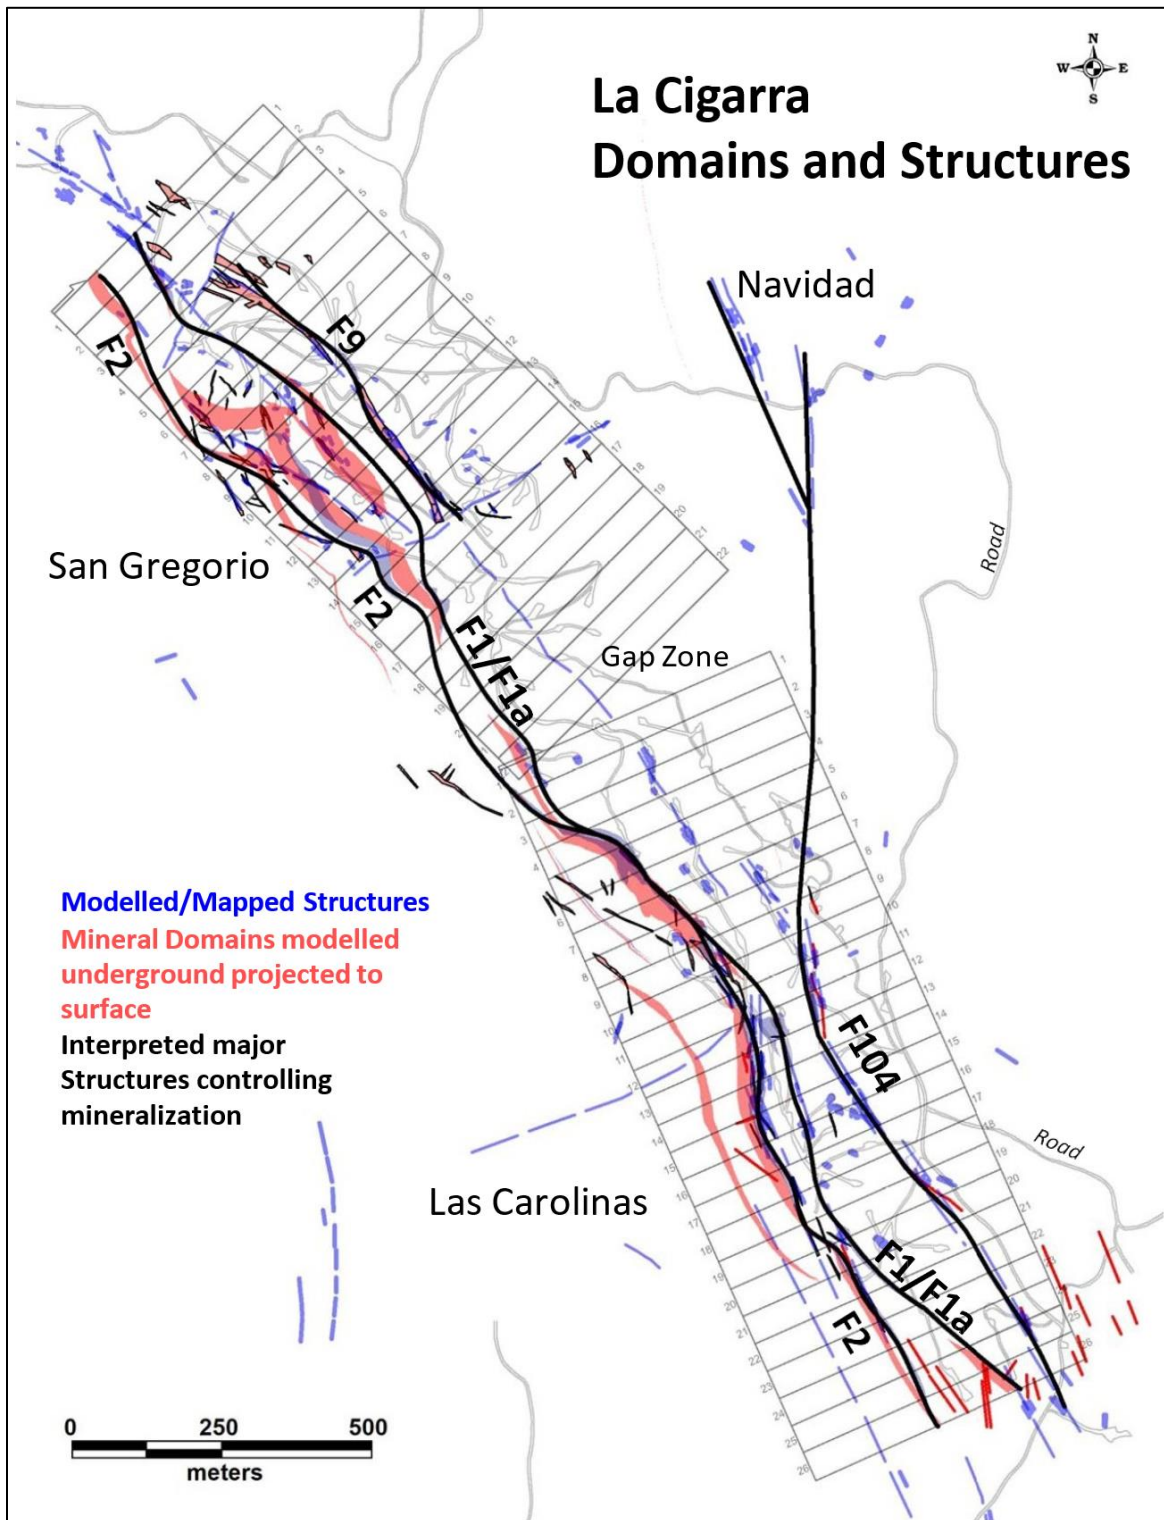 N
W E
S
La Cigarra
Domains and Structures
Navidad
F9
F2
San Gregorio
F2
F1/F1a
Gap Zone
Road
Modelled/Mapped Structures
Mineral Domains modelled
underground projected to
surface
Interpreted major
Structures controlling
mineralization
F104
Road
Las Carolinas
F1/F1a
F2
0 250 500
meters